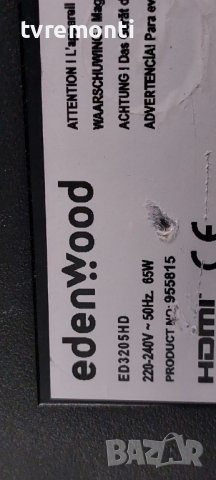 tvremonti
ATTENTION ! L'appareil
WAARSCHUWING ! Mag
ACHTUNG ! Das
ADVERTENCIA! Para ev
edenwood
ED3205HD
220-240V ~ 50Hz, 65W
PRODUCT NO: 955815
HDMI
CE
BAZAR